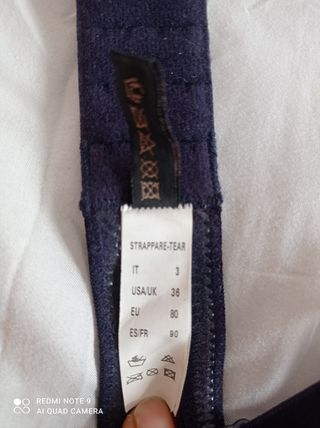 STRAPPARE-TEAR
IT 3
USA/UK 36
EU 80
ES/FR 90
REDMI NOTE 9
AI QUAD CAMERA